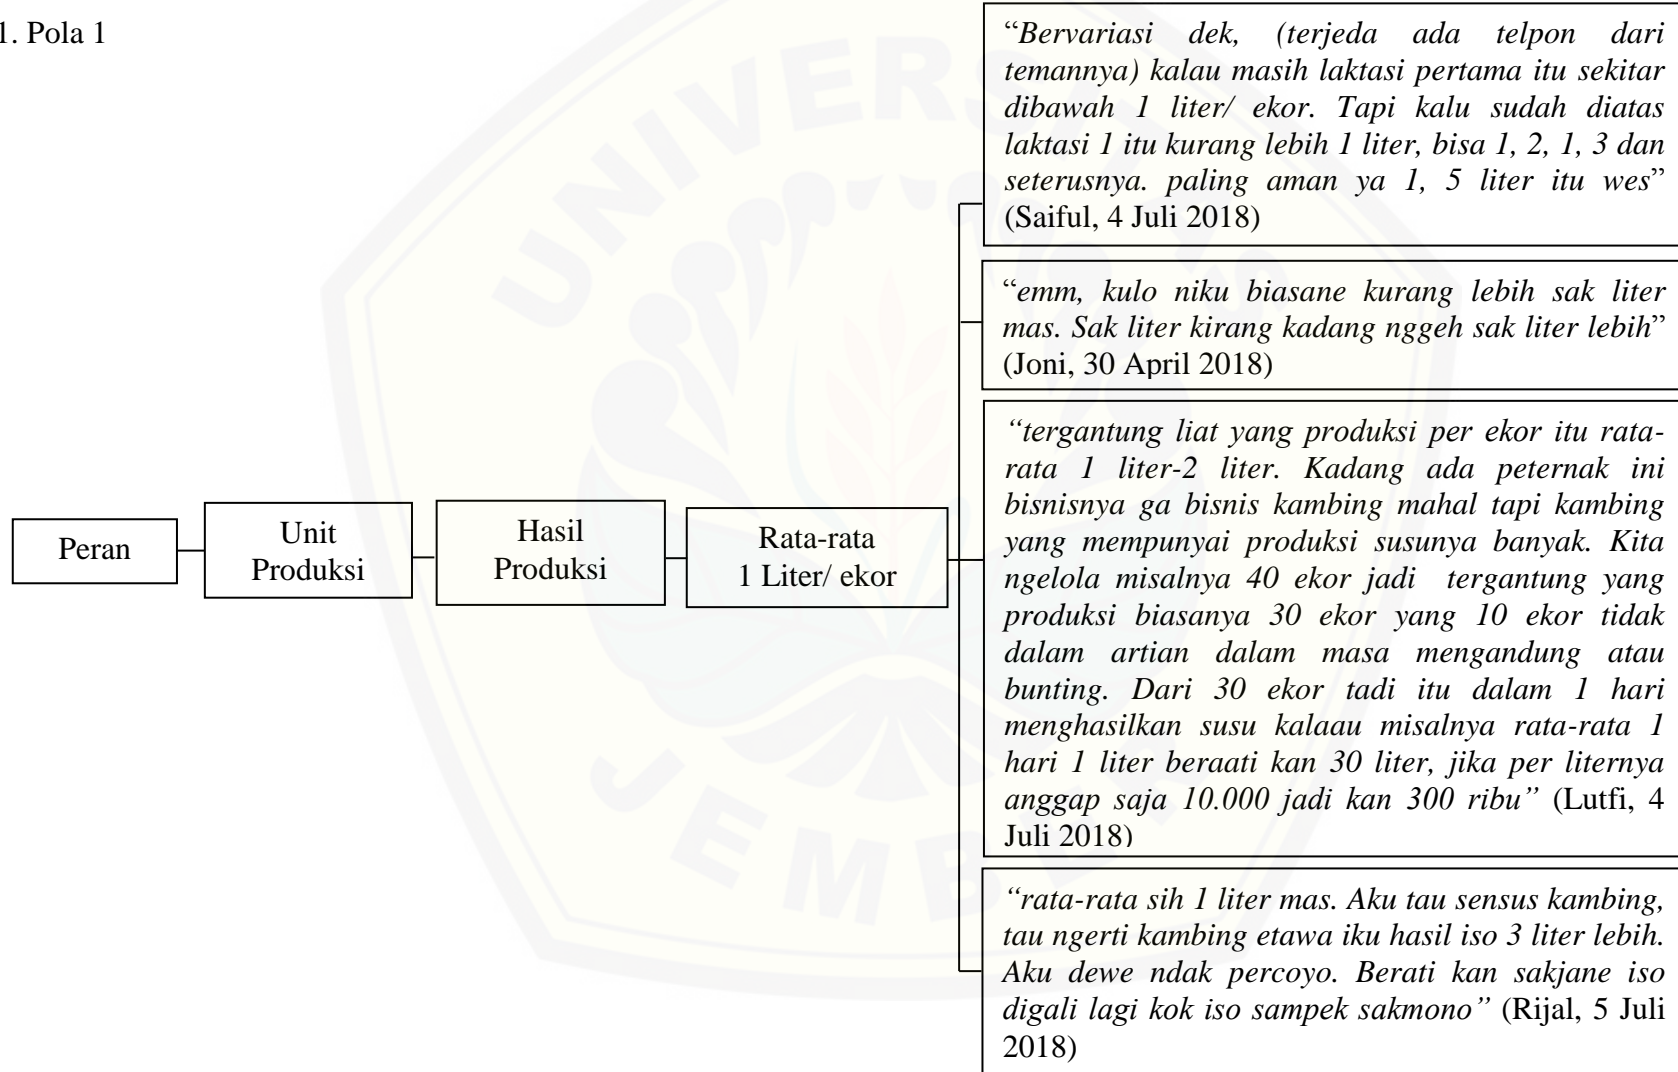 1. Pola 1
Peran
Unit
Produksi
Hasil
Produksi
Rata-rata
1 Liter/ ekor
“Bervariasi dek, (terjeda ada telpon dari
temannya) kalau masih laktasi pertama itu sekitar
dibawah 1 liter/ ekor. Tapi kalu sudah diatas
laktasi 1 itu kurang lebih 1 liter, bisa 1, 2, 1, 3 dan
seterusnya. paling aman ya 1, 5 liter itu wes”
(Saiful, 4 Juli 2018)
“emm, kulo niku biasane kurang lebih sak liter
mas. Sak liter kirang kadang nggeh sak liter lebih”
(Joni, 30 April 2018)
“tergantung liat yang produksi per ekor itu rata-
rata 1 liter-2 liter. Kadang ada peternak ini
bisnisnya ga bisnis kambing mahal tapi kambing
yang mempunyai produksi susunya banyak. Kita
ngelola misalnya 40 ekor jadi tergantung yang
produksi biasanya 30 ekor yang 10 ekor tidak
dalam artian dalam masa mengandung atau
bunting. Dari 30 ekor tadi itu dalam 1 hari
menghasilkan susu kalaau misalnya rata-rata 1
hari 1 liter beraati kan 30 liter, jika per liternya
anggap saja 10.000 jadi kan 300 ribu” (Lutfi, 4
Juli 2018)
“rata-rata sih 1 liter mas. Aku tau sensus kambing,
tau ngerti kambing etawa iku hasil iso 3 liter lebih.
Aku dewe ndak percoyo. Berati kan sakjane iso
digali lagi kok iso sampek sakmono” (Rijal, 5 Juli
2018)
UNIVERSITAS
JEMBER